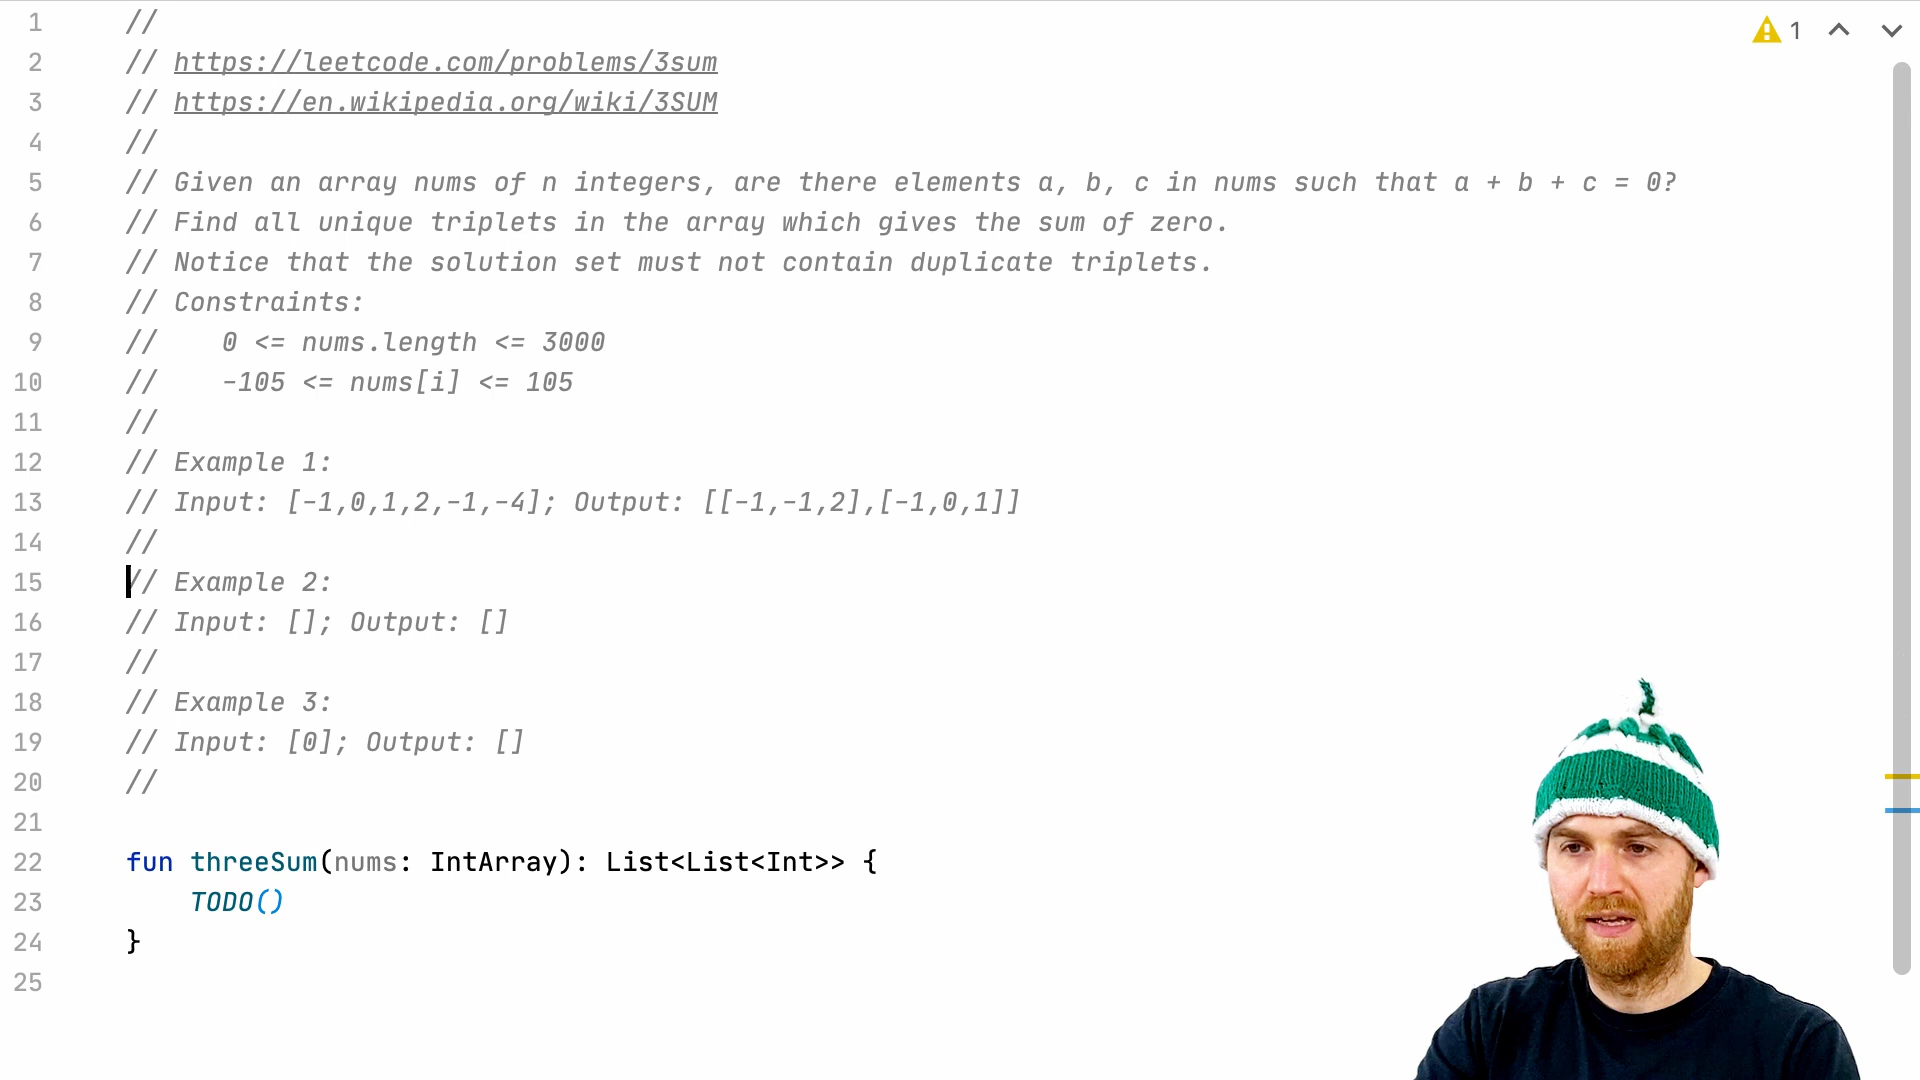 1 //
2 // https://leetcode.com/problems/3sum
3 // https://en.wikipedia.org/wiki/3SUM
4 //
5 // Given an array nums of n integers, are there elements a, b, c in nums such that a + b + c = 0?
6 // Find all unique triplets in the array which gives the sum of zero.
7 // Notice that the solution set must not contain duplicate triplets.
8 // Constraints:
9 //    0 <= nums.length <= 3000
10 //    -105 <= nums[i] <= 105
11 //
12 // Example 1:
13 // Input: [-1,0,1,2,-1,-4]; Output: [[-1,-1,2],[-1,0,1]]
14 //
15 // Example 2:
16 // Input: []; Output: []
17 //
18 // Example 3:
19 // Input: [0]; Output: []
20 //
21
22 fun threeSum(nums: IntArray): List<List<Int>> {
23     TODO()
24 }
25
1